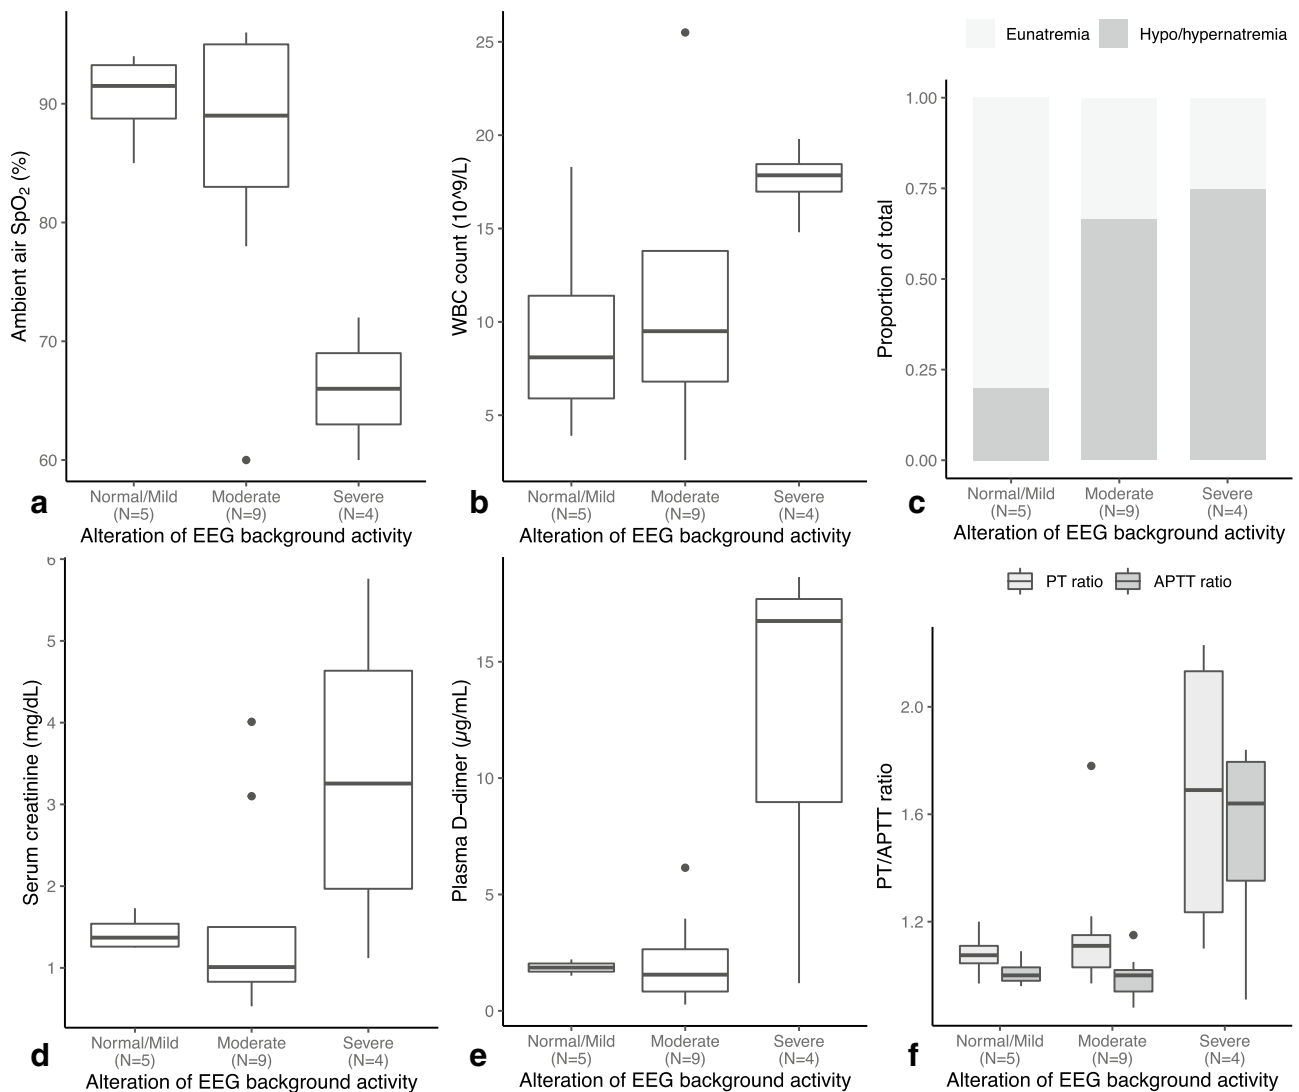 Ambient air SpO₂ (%)
90
80
70
60
Normal/Mild
(N=5)
Moderate
(N=9)
Severe
(N=4)
a
Alteration of EEG background activity
WBC count (10^9/L)
25
20
15
10
5
Normal/Mild
(N=5)
Moderate
(N=9)
Severe
(N=4)
b
Alteration of EEG background activity
Eunatremia
Hypo/hypernatremia
Proportion of total
1.00
0.75
0.50
0.25
0.00
Normal/Mild
(N=5)
Moderate
(N=9)
Severe
(N=4)
c
Alteration of EEG background activity
Serum creatinine (mg/dL)
6
5
4
3
2
1
Normal/Mild
(N=5)
Moderate
(N=9)
Severe
(N=4)
d
Alteration of EEG background activity
Plasma D−dimer (µg/mL)
15
10
5
0
Normal/Mild
(N=5)
Moderate
(N=9)
Severe
(N=4)
e
Alteration of EEG background activity
PT ratio
APTT ratio
PT/APTT ratio
2.0
1.6
1.2
Normal/Mild
(N=5)
Moderate
(N=9)
Severe
(N=4)
f
Alteration of EEG background activity